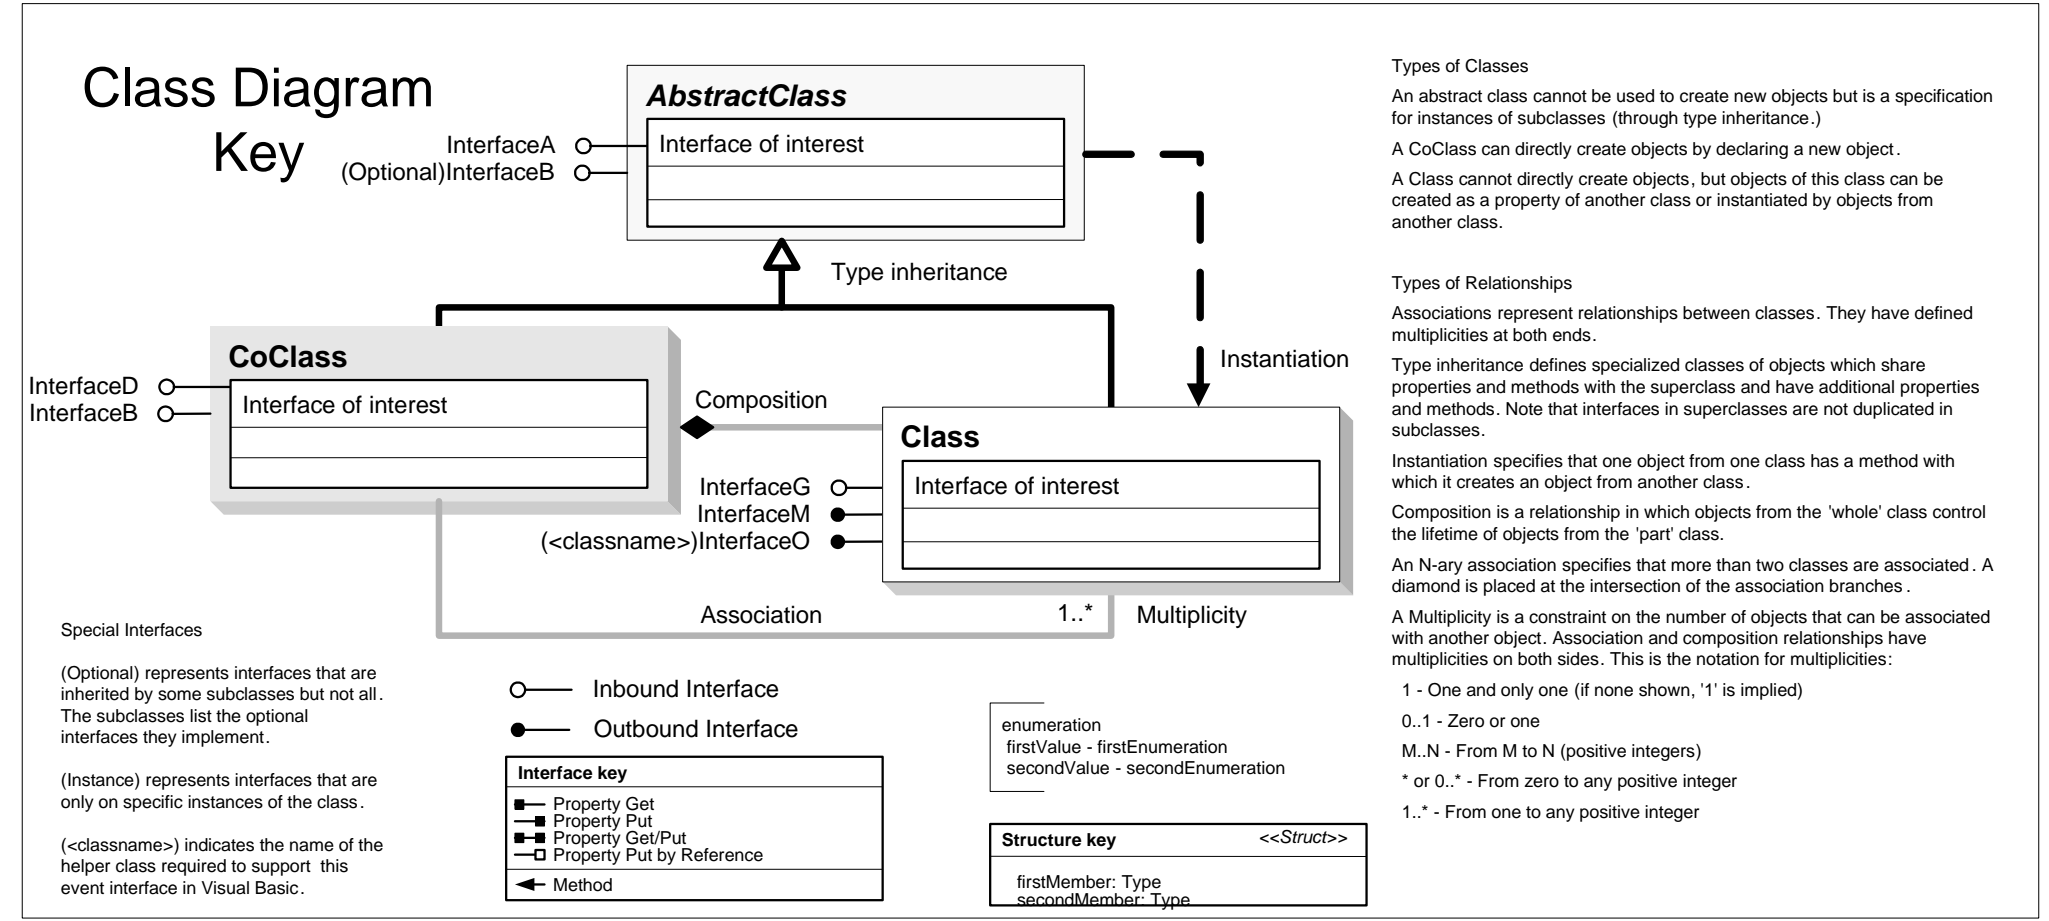 Class Diagram
Key
AbstractClass
Interface of interest
InterfaceA
(Optional)InterfaceB
Type inheritance
Instantiation
CoClass
Interface of interest
InterfaceD
InterfaceB
Composition
Class
Interface of interest
InterfaceG
InterfaceM
(<classname>)InterfaceO
Association
1..*
Multiplicity
Special Interfaces
(Optional) represents interfaces that are
inherited by some subclasses but not all.
The subclasses list the optional
interfaces they implement.
(Instance) represents interfaces that are
only on specific instances of the class.
(<classname>) indicates the name of the
helper class required to support this
event interface in Visual Basic.
Inbound Interface
Outbound Interface
Interface key
Property Get
Property Put
Property Get/Put
Property Put by Reference
Method
enumeration
firstValue - firstEnumeration
secondValue - secondEnumeration
Structure key
<<Struct>>
firstMember: Type
secondMember: Type
Types of Classes
An abstract class cannot be used to create new objects but is a specification
for instances of subclasses (through type inheritance.)
A CoClass can directly create objects by declaring a new object.
A Class cannot directly create objects, but objects of this class can be
created as a property of another class or instantiated by objects from
another class.
Types of Relationships
Associations represent relationships between classes. They have defined
multiplicities at both ends.
Type inheritance defines specialized classes of objects which share
properties and methods with the superclass and have additional properties
and methods. Note that interfaces in superclasses are not duplicated in
subclasses.
Instantiation specifies that one object from one class has a method with
which it creates an object from another class.
Composition is a relationship in which objects from the 'whole' class control
the lifetime of objects from the 'part' class.
An N-ary association specifies that more than two classes are associated. A
diamond is placed at the intersection of the association branches.
A Multiplicity is a constraint on the number of objects that can be associated
with another object. Association and composition relationships have
multiplicities on both sides. This is the notation for multiplicities:
1 - One and only one (if none shown, '1' is implied)
0..1 - Zero or one
M..N - From M to N (positive integers)
* or 0..* - From zero to any positive integer
1..* - From one to any positive integer